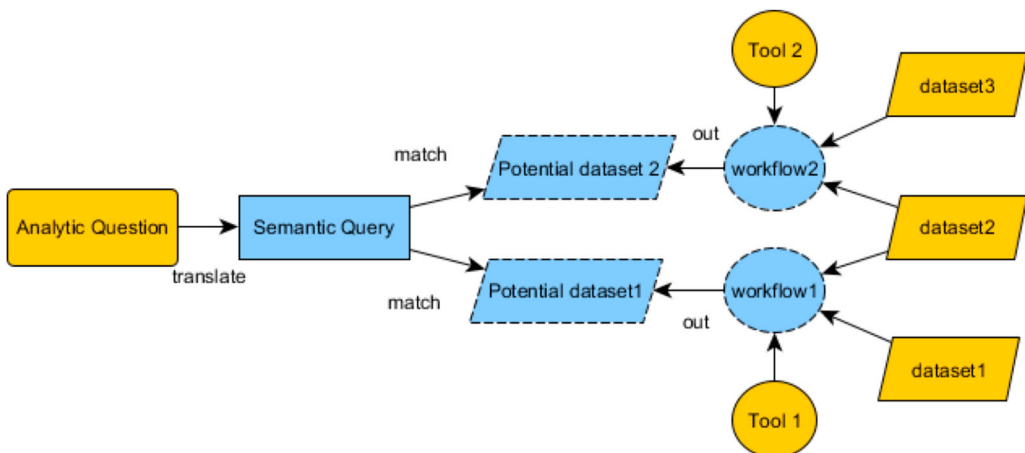 Tool 2
dataset3
out
match
Potential dataset 2
workflow2
Analytic Question
Semantic Query
dataset2
translate
Potential dataset1
workflow1
match
out
dataset1
Tool 1